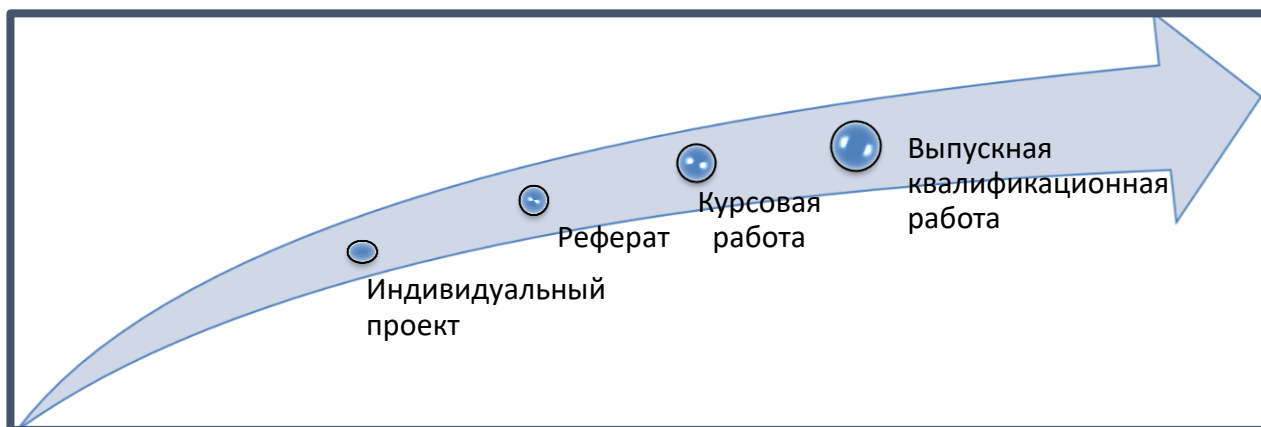 Индивидуальный
проект
Реферат
Курсовая
работа
Выпускная
квалификационная
работа